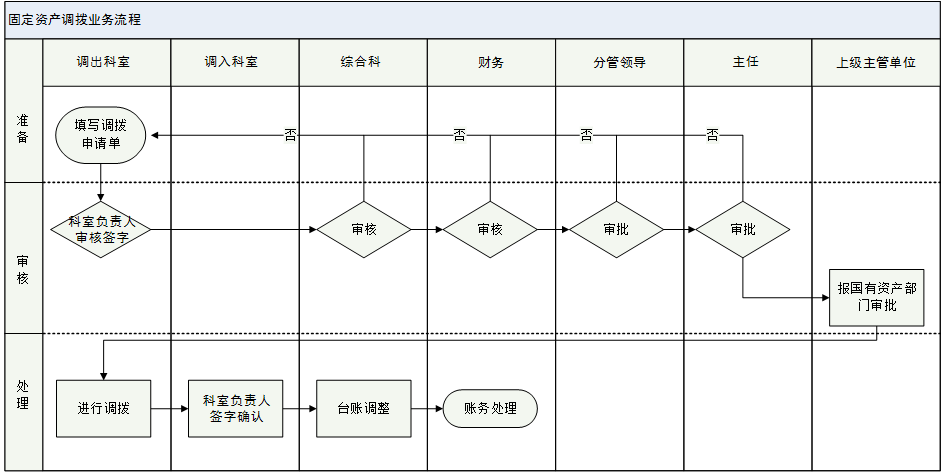 固定资产调拨业务流程
调出科室
调入科室
综合科
财务
分管领导
主任
上级主管单位
准
备
填写调拨
申请单
否
否
否
否
审
核
科室负责人
审核签字
审核
审核
审批
审批
报国有资产部
门审批
处
理
进行调拨
科室负责人
签字确认
台账调整
账务处理